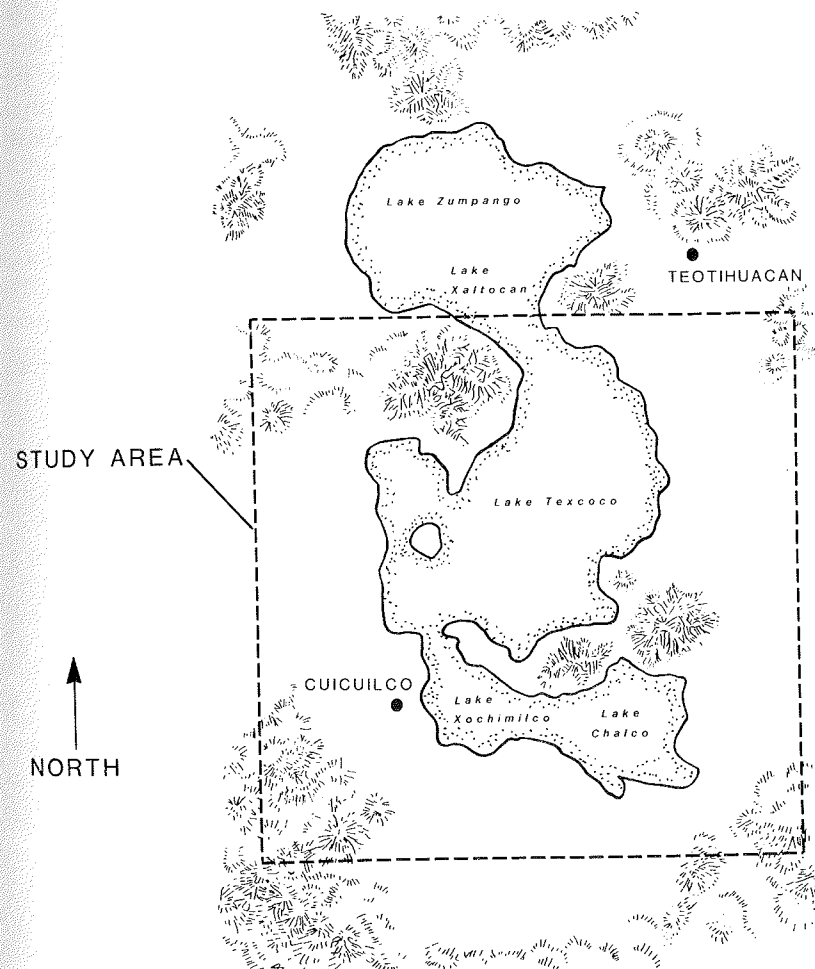 Lake Zumpango
Lake
Xaltocan
TEOTIHUACAN
STUDY AREA
Lake Texcoco
CUICUILCO
Lake
Xochimilco
Lake
Chalco
NORTH